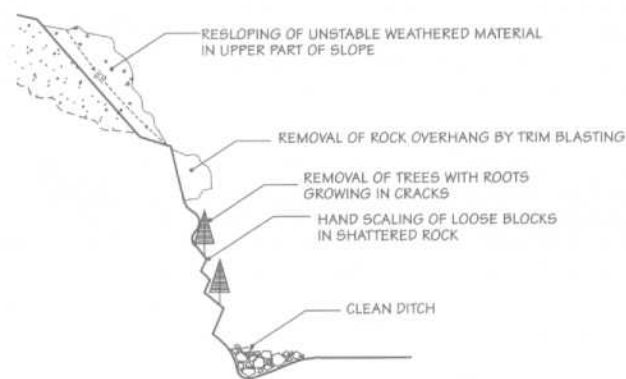 RESLOPING OF UNSTABLE WEATHERED MATERIAL
IN UPPER PART OF SLOPE
REMOVAL OF ROCK OVERHANG BY TRIM BLASTING
REMOVAL OF TREES WITH ROOTS
GROWING IN CRACKS
HAND SCALING OF LOOSE BLOCKS
IN SHATTERED ROCK
CLEAN DITCH